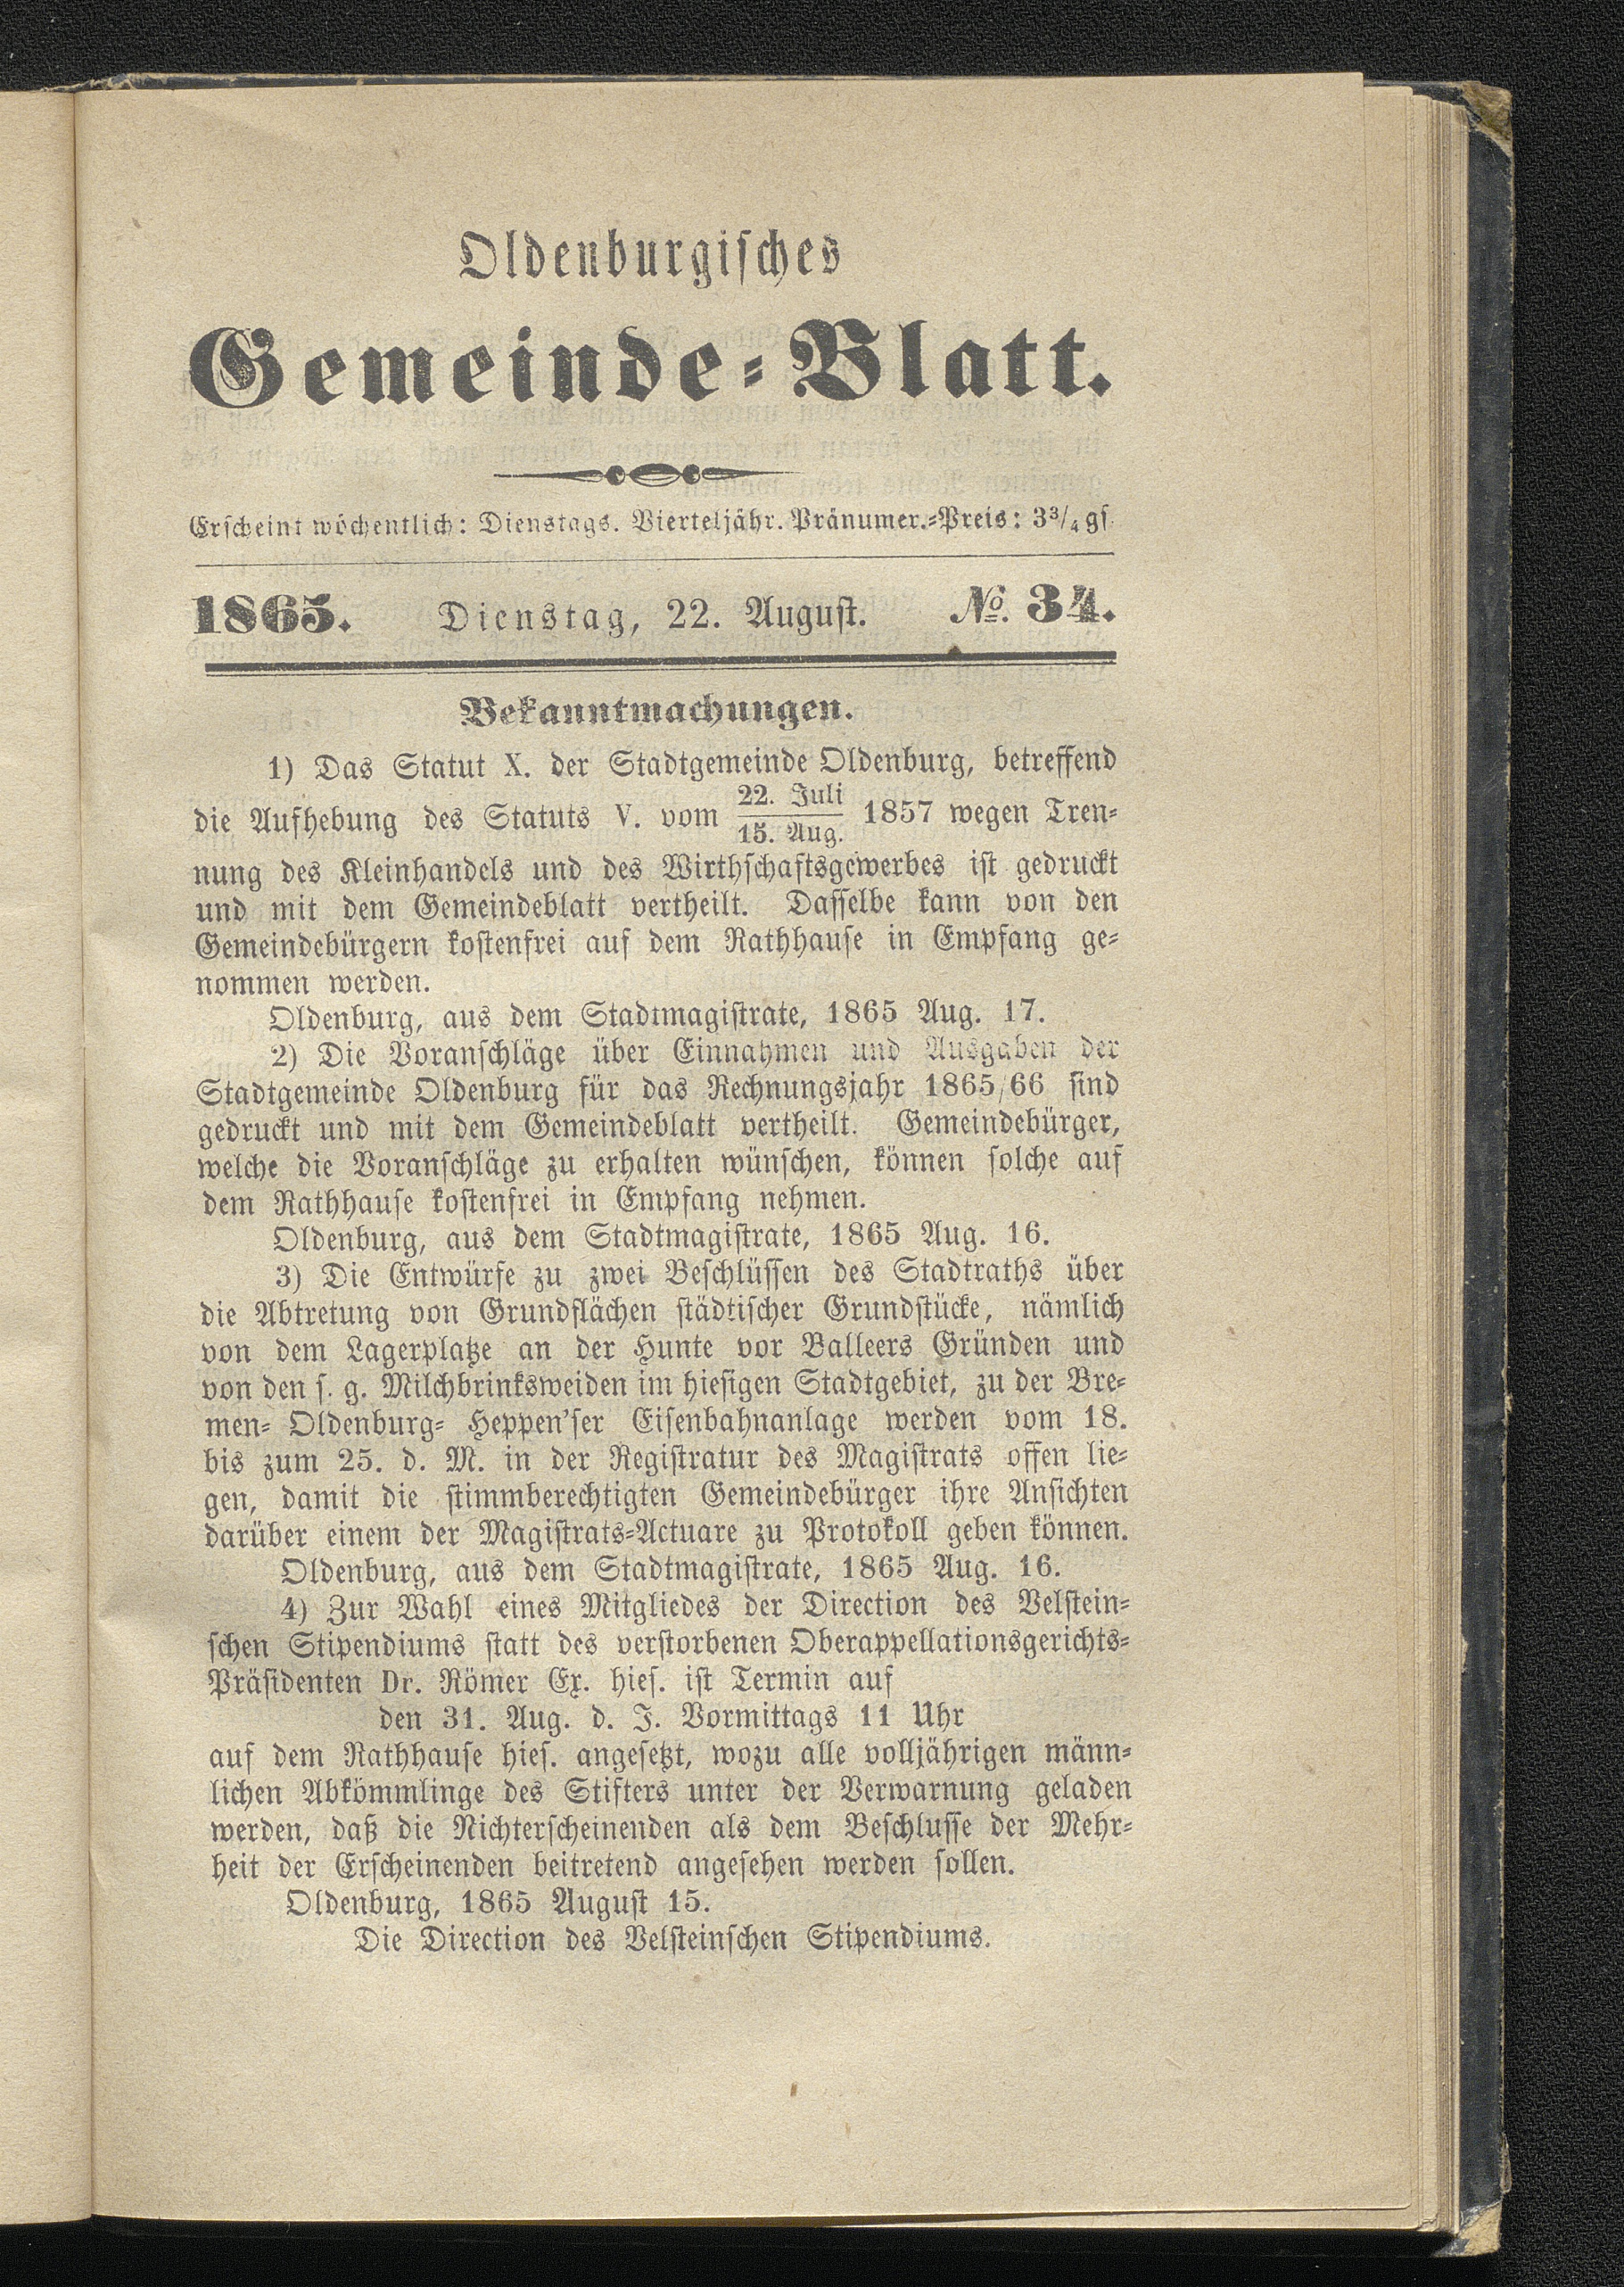 Oldenburgisches
Gemeinde-Blatt.
Erscheint wöchentlich: Dienstags. Vierteljähr. Pränumer.-Preis: 3³/₄ gs.
1865. Dienstag, 22. August. № 34.
Bekanntmachungen.
1) Das Statut X. der Stadtgemeinde Oldenburg, betreffend
die Aufhebung des Statuts V. vom 22. Juli/15. Aug. 1857 wegen Tren-
nung des Kleinhandels und des Wirthschaftsgewerbes ist gedruckt
und mit dem Gemeindeblatt vertheilt. Dasselbe kann von den
Gemeindebürgern kostenfrei auf dem Rathhause in Empfang ge-
nommen werden.
Oldenburg, aus dem Stadtmagistrate, 1865 Aug. 17.
2) Die Voranschläge über Einnahmen und Ausgaben der
Stadtgemeinde Oldenburg für das Rechnungsjahr 1865/66 sind
gedruckt und mit dem Gemeindeblatt vertheilt. Gemeindebürger,
welche die Voranschläge zu erhalten wünschen, können solche auf
dem Rathhause kostenfrei in Empfang nehmen.
Oldenburg, aus dem Stadtmagistrate, 1865 Aug. 16.
3) Die Entwürfe zu zwei Beschlüssen des Stadtraths über
die Abtretung von Grundflächen städtischer Grundstücke, nämlich
von dem Lagerplatze an der Hunte vor Balleers Gründen und
von den s. g. Milchbrinksweiden im hiesigen Stadtgebiet, zu der Bre-
men- Oldenburg- Heppen'ser Eisenbahnanlage werden vom 18.
bis zum 25. d. M. in der Registratur des Magistrats offen lie-
gen, damit die stimmberechtigten Gemeindebürger ihre Ansichten
darüber einem der Magistrats-Actuare zu Protokoll geben können.
Oldenburg, aus dem Stadtmagistrate, 1865 Aug. 16.
4) Zur Wahl eines Mitgliedes der Direction des Velstein-
schen Stipendiums statt des verstorbenen Oberappellationsgerichts-
Präsidenten Dr. Römer Ex. hies. ist Termin auf
den 31. Aug. d. J. Vormittags 11 Uhr
auf dem Rathhause hies. angesetzt, wozu alle volljährigen männ-
lichen Abkömmlinge des Stifters unter der Verwarnung geladen
werden, daß die Nichterscheinenden als dem Beschlusse der Mehr-
heit der Erscheinenden beitretend angesehen werden sollen.
Oldenburg, 1865 August 15.
Die Direction des Velsteinschen Stipendiums.